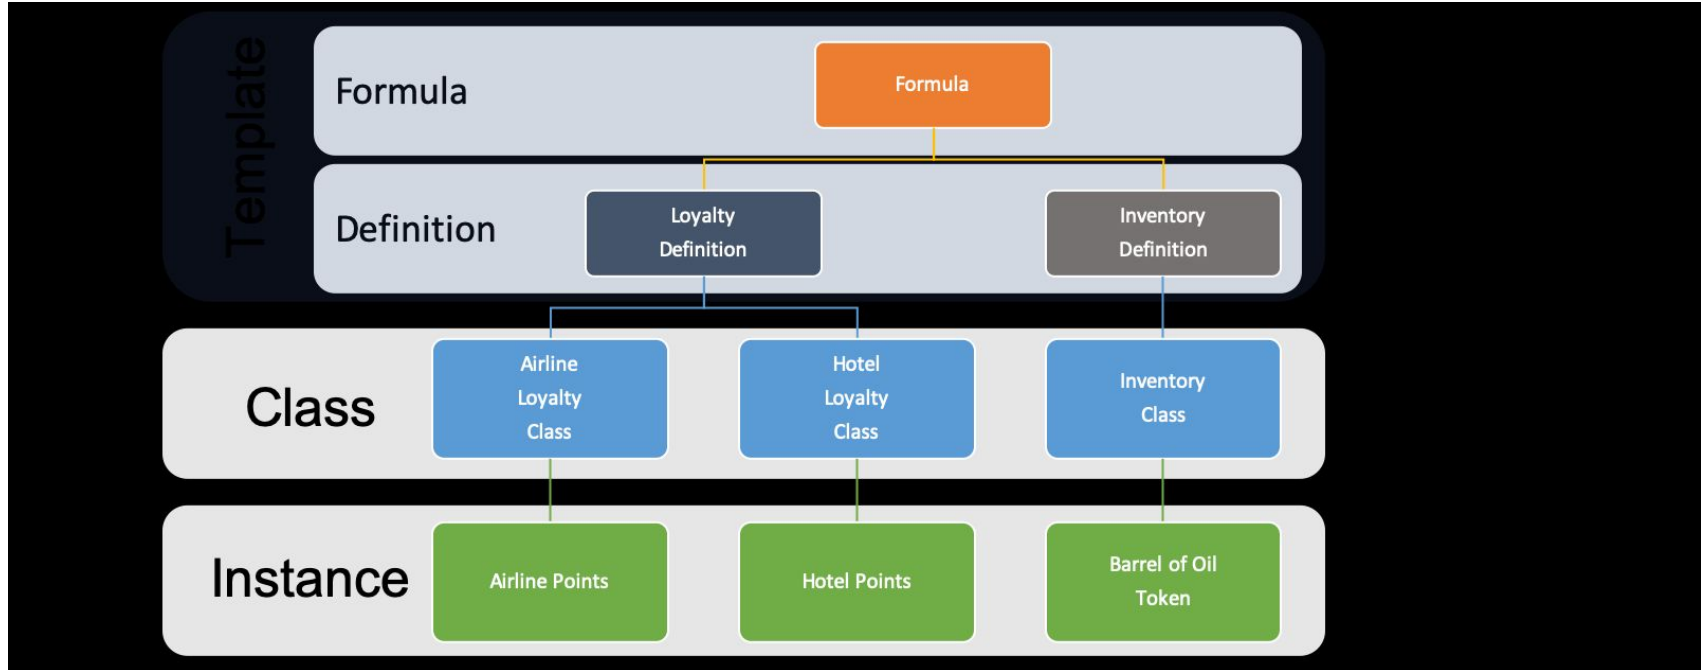 Template
Formula
Formula
Definition
Loyalty
Definition
Inventory
Definition
Class
Airline
Loyalty
Class
Hotel
Loyalty
Class
Inventory
Class
Instance
Airline Points
Hotel Points
Barrel of Oil
Token